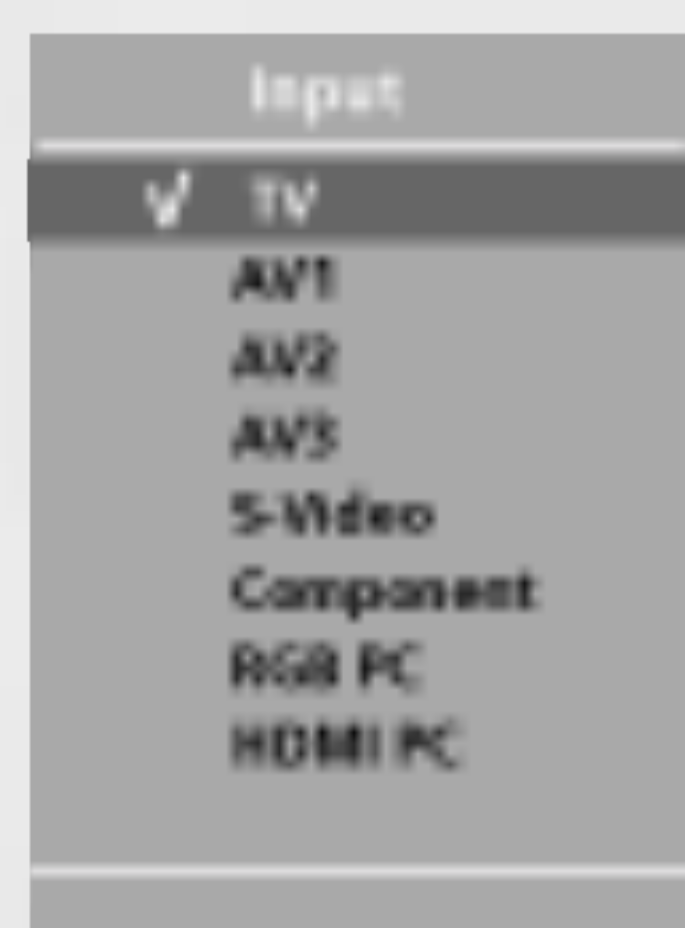 Input
TV
AV1
AV2
AV3
S-Video
Component
RGB PC
HDMI PC